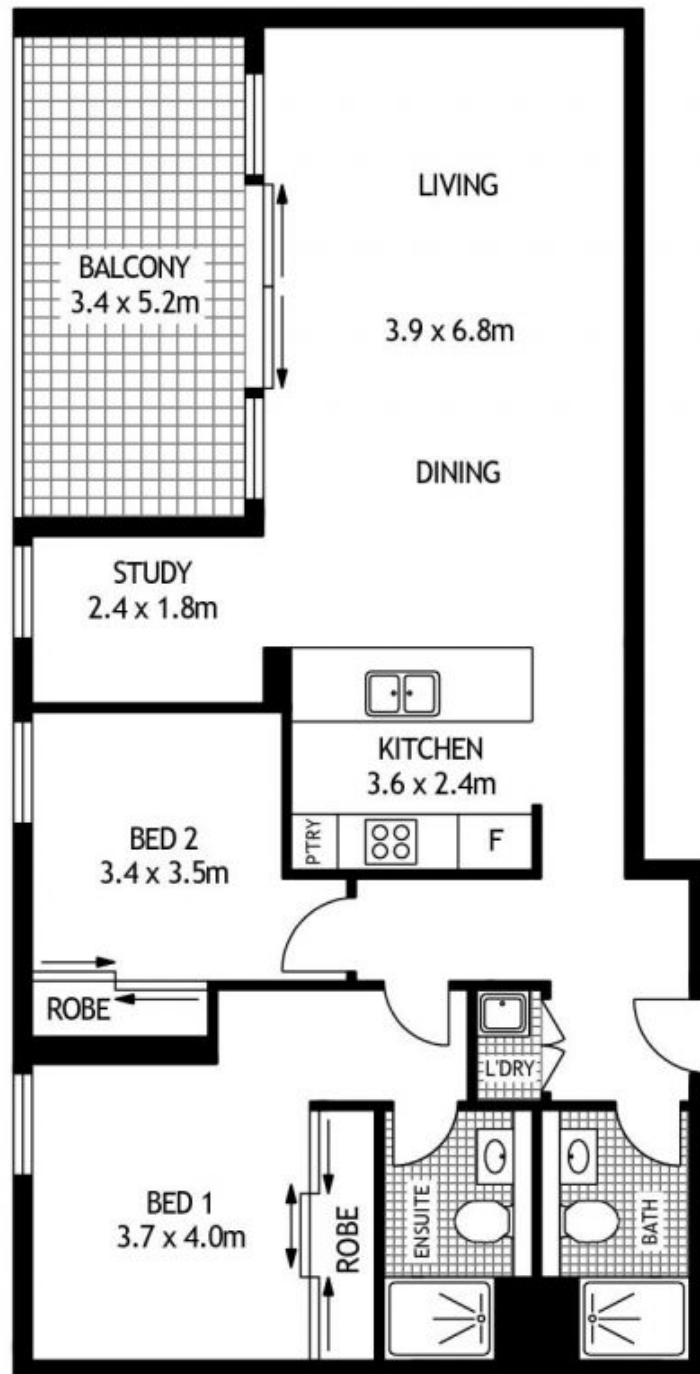 LIVING
BALCONY
3.4 x 5.2m
3.9 x 6.8m
DINING
STUDY
2.4 x 1.8m
KITCHEN
3.6 x 2.4m
P'TRY
F
BED 2
3.4 x 3.5m
ROBE
L'DRY
BED 1
3.7 x 4.0m
ROBE
ENSUITE
BATH